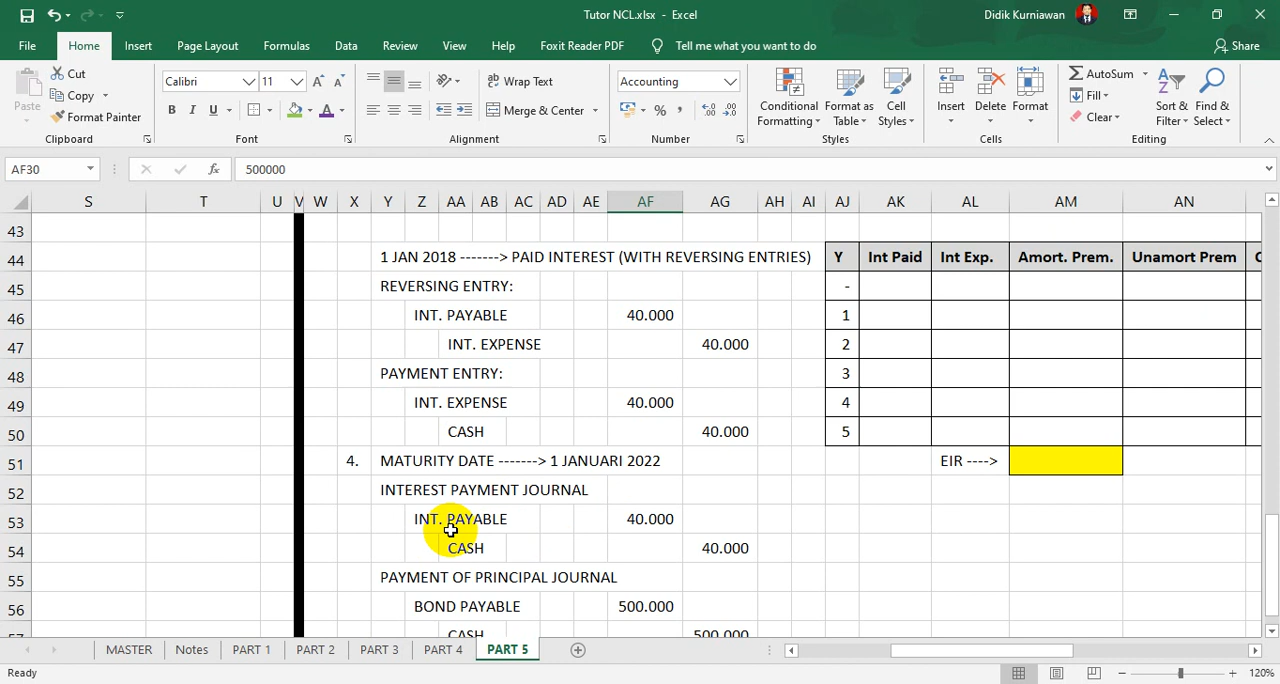 Tutor NCL.xlsx - Excel
Didik Kurniawan
File Home Insert Page Layout Formulas Data Review View Help Foxit Reader PDF Tell me what you want to do Share
Paste
Cut
Copy
Format Painter
Clipboard
Calibri 11
B I U
Font
Wrap Text
Merge & Center
Alignment
Accounting
Number
Conditional Formatting
Format as Table
Cell Styles
Styles
Insert Delete Format
Cells
AutoSum
Fill
Clear
Sort & Filter
Find & Select
Editing
AF30 fx 500000
S T U V W X Y Z AA AB AC AD AE AF AG AH AI AJ AK AL AM AN
43
44 1 JAN 2018 -------> PAID INTEREST (WITH REVERSING ENTRIES) Y Int Paid Int Exp. Amort. Prem. Unamort Prem
45 REVERSING ENTRY: -
46 INT. PAYABLE 40.000 1
47 INT. EXPENSE 40.000 2
48 PAYMENT ENTRY: 3
49 INT. EXPENSE 40.000 4
50 CASH 40.000 5
51 4. MATURITY DATE -------> 1 JANUARI 2022 EIR ---->
52 INTEREST PAYMENT JOURNAL
53 INT. PAYABLE 40.000
54 CASH 40.000
55 PAYMENT OF PRINCIPAL JOURNAL
56 BOND PAYABLE 500.000
57 CASH 500.000
MASTER Notes PART 1 PART 2 PART 3 PART 4 PART 5
Ready 120%